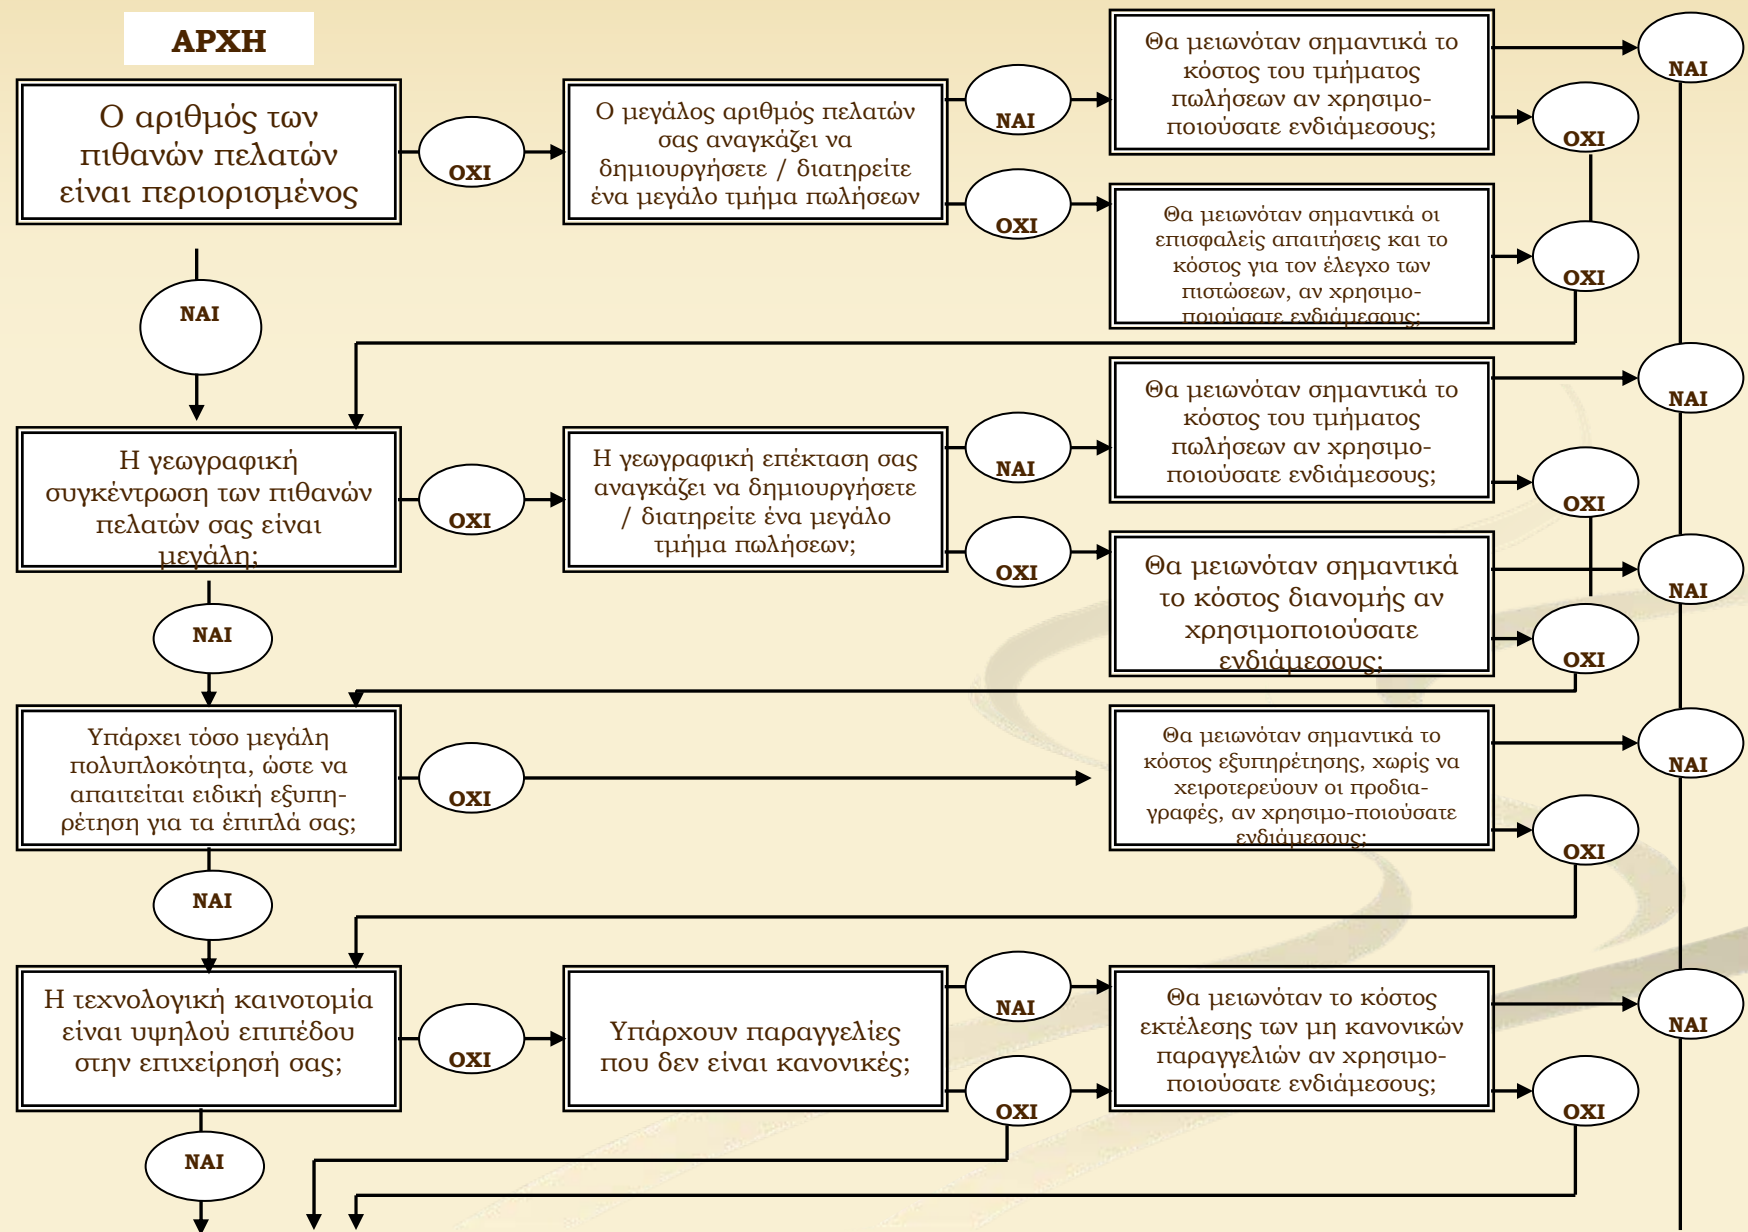 ΑΡΧΗ
Ο αριθμός των
πιθανών πελατών
είναι περιορισμένος
ΟΧΙ
Ο μεγάλος αριθμός πελατών
σας αναγκάζει να
δημιουργήσετε / διατηρείτε
ένα μεγάλο τμήμα πωλήσεων
ΝΑΙ
ΟΧΙ
Θα μειωνόταν σημαντικά το
κόστος του τμήματος
πωλήσεων αν χρησιμο-
ποιούσατε ενδιάμεσους;
ΝΑΙ
ΟΧΙ
Θα μειωνόταν σημαντικά οι
επισφαλείς απαιτήσεις και το
κόστος για τον έλεγχο των
πιστώσεων, αν χρησιμο-
ποιούσατε ενδιάμεσους;
ΟΧΙ
ΝΑΙ
Η γεωγραφική
συγκέντρωση των πιθανών
πελατών σας είναι
μεγάλη;
ΟΧΙ
Η γεωγραφική επέκταση σας
αναγκάζει να δημιουργήσετε
/ διατηρείτε ένα μεγάλο
τμήμα πωλήσεων;
ΝΑΙ
ΟΧΙ
Θα μειωνόταν σημαντικά το
κόστος του τμήματος
πωλήσεων αν χρησιμο-
ποιούσατε ενδιάμεσους;
ΝΑΙ
ΟΧΙ
Θα μειωνόταν σημαντικά
το κόστος διανομής αν
χρησιμοποιούσατε
ενδιάμεσους;
ΝΑΙ
ΟΧΙ
ΝΑΙ
Υπάρχει τόσο μεγάλη
πολυπλοκότητα, ώστε να
απαιτείται ειδική εξυπη-
ρέτηση για τα έπιπλά σας;
ΟΧΙ
Θα μειωνόταν σημαντικά το
κόστος εξυπηρέτησης, χωρίς να
χειροτερεύουν οι προδια-
γραφές, αν χρησιμο-ποιούσατε
ενδιάμεσους;
ΝΑΙ
ΟΧΙ
ΝΑΙ
Η τεχνολογική καινοτομία
είναι υψηλού επιπέδου
στην επιχείρησή σας;
ΟΧΙ
Υπάρχουν παραγγελίες
που δεν είναι κανονικές;
ΝΑΙ
ΟΧΙ
Θα μειωνόταν το κόστος
εκτέλεσης των μη κανονικών
παραγγελιών αν χρησιμο-
ποιούσατε ενδιάμεσους;
ΝΑΙ
ΟΧΙ
ΝΑΙ